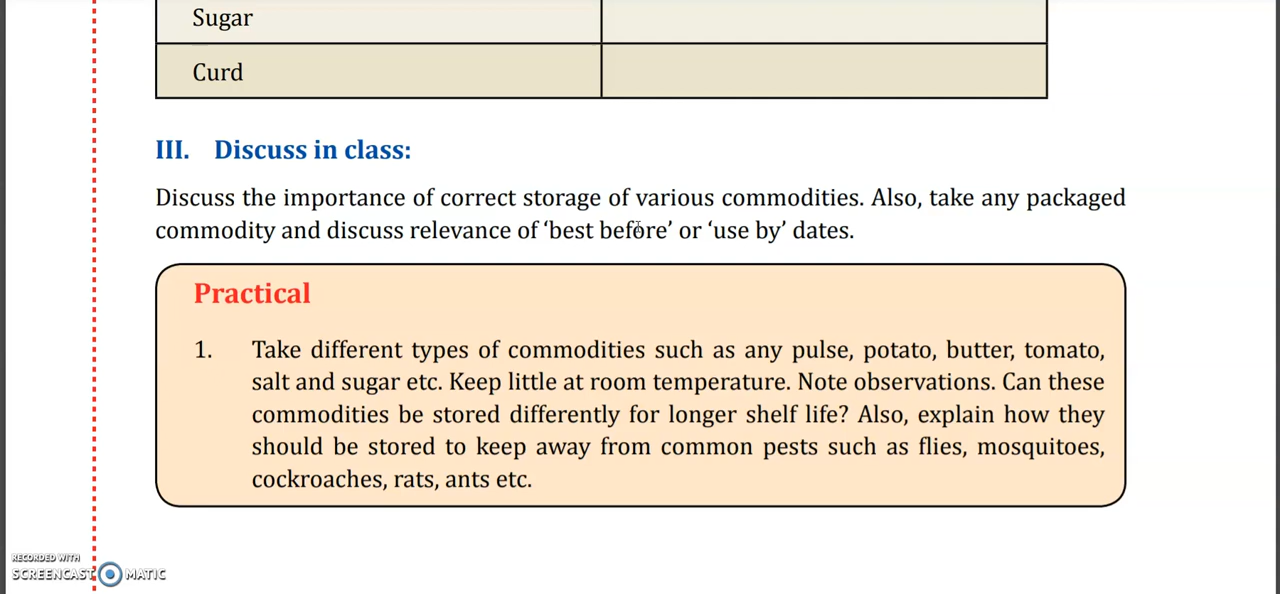 Sugar
Curd
III. Discuss in class:
Discuss the importance of correct storage of various commodities. Also, take any packaged
commodity and discuss relevance of ‘best before’ or ‘use by’ dates.
Practical
1. Take different types of commodities such as any pulse, potato, butter, tomato,
salt and sugar etc. Keep little at room temperature. Note observations. Can these
commodities be stored differently for longer shelf life? Also, explain how they
should be stored to keep away from common pests such as flies, mosquitoes,
cockroaches, rats, ants etc.
RECORDED WITH
SCREENCAST MATIC